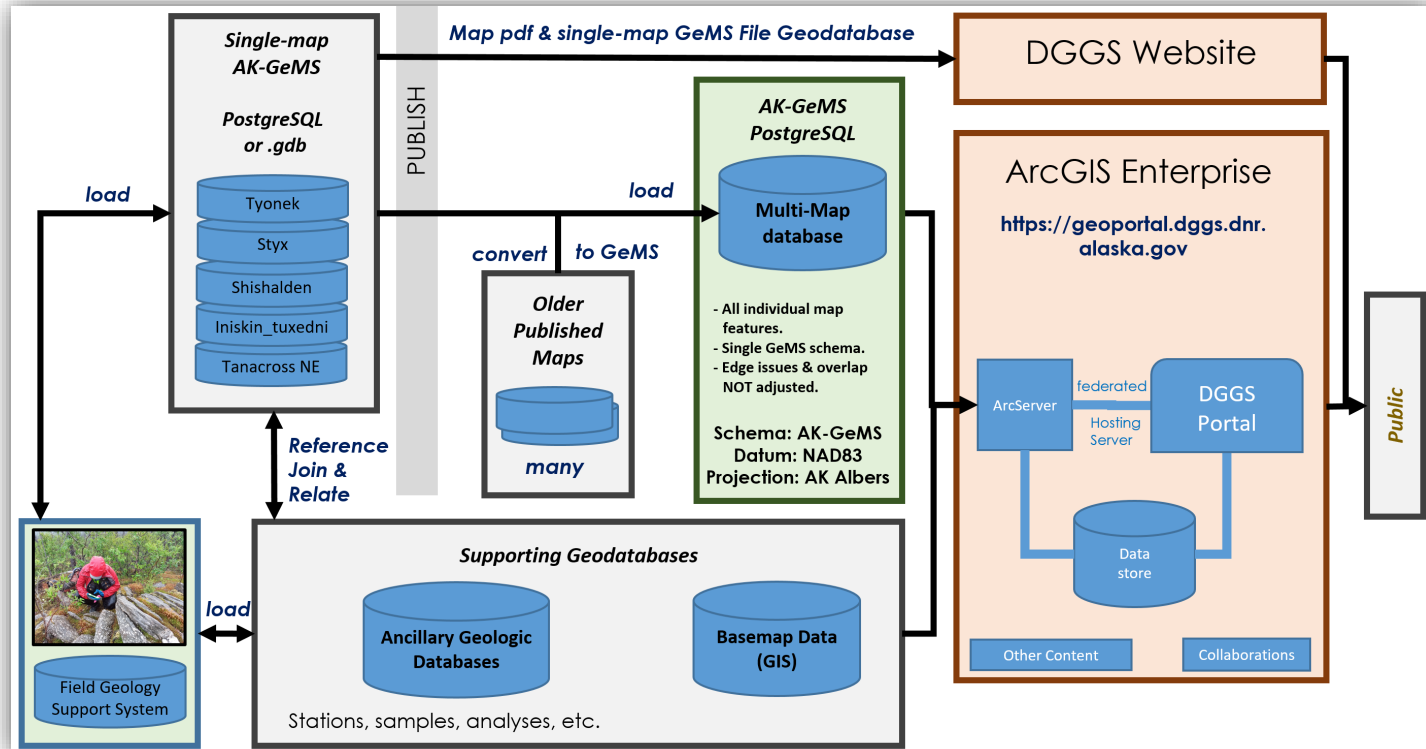 Single-map
AK-GeMS
PostgreSQL
or .gdb
Tyonek
Styx
Shishalden
Iniskin_tuxedni
Tanacross NE
PUBLISH
Map pdf & single-map GeMS File Geodatabase
DGGS Website
load
load
convert
to GeMS
Older
Published
Maps
many
AK-GeMS
PostgreSQL
Multi-Map
database
- All individual map
features.
- Single GeMS schema.
- Edge issues & overlap
NOT adjusted.
Schema: AK-GeMS
Datum: NAD83
Projection: AK Albers
ArcGIS Enterprise
https://geoportal.dggs.dnr.
alaska.gov
ArcServer
federated
Hosting
Server
DGGS
Portal
Data
store
Other Content
Collaborations
Public
Reference
Join &
Relate
load
Field Geology
Support System
Supporting Geodatabases
Ancillary Geologic
Databases
Basemap Data
(GIS)
Stations, samples, analyses, etc.